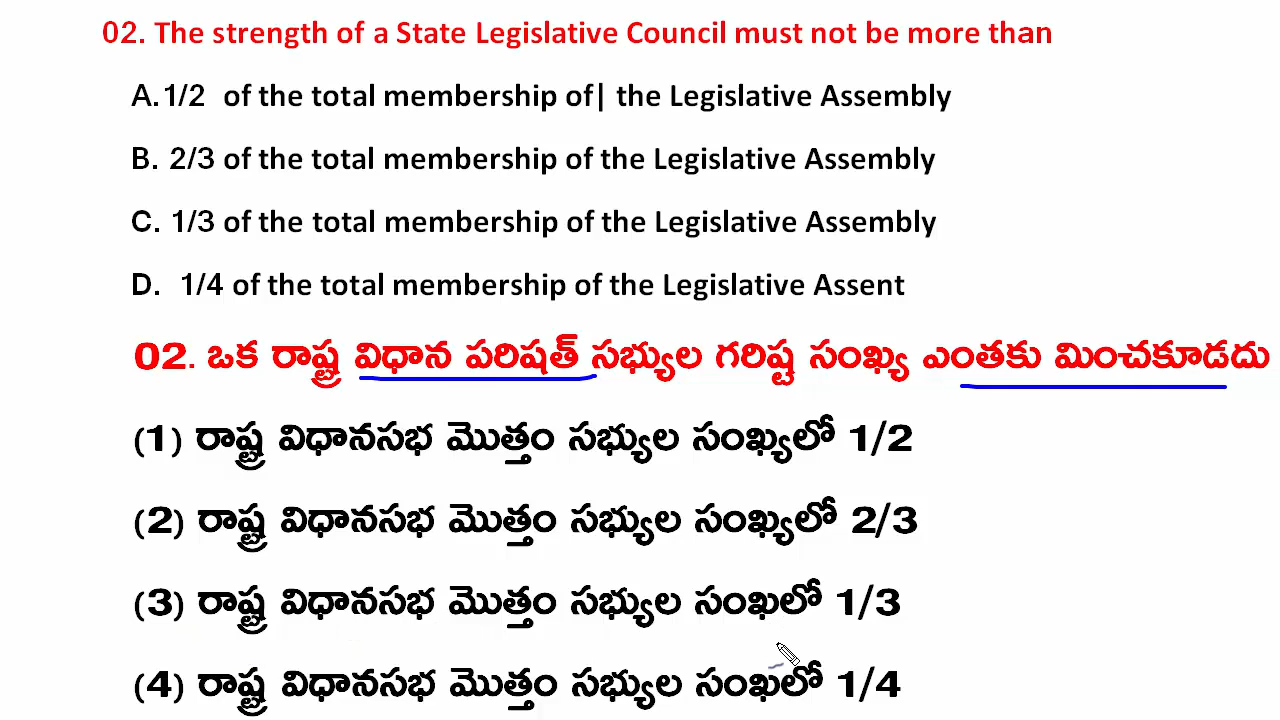 02. The strength of a State Legislative Council must not be more than
A.1/2 of the total membership of| the Legislative Assembly
B. 2/3 of the total membership of the Legislative Assembly
C. 1/3 of the total membership of the Legislative Assembly
D. 1/4 of the total membership of the Legislative Assent
02. ఒక రాష్ట్ర విధాన పరిషత్ సభ్యుల గరిష్ట సంఖ్య ఎంతకు మించకూడదు
(1) రాష్ట్ర విధానసభ మొత్తం సభ్యుల సంఖ్యలో 1/2
(2) రాష్ట్ర విధానసభ మొత్తం సభ్యుల సంఖ్యలో 2/3
(3) రాష్ట్ర విధానసభ మొత్తం సభ్యుల సంఖలో 1/3
(4) రాష్ట్ర విధానసభ మొత్తం సభ్యుల సంఖలో 1/4